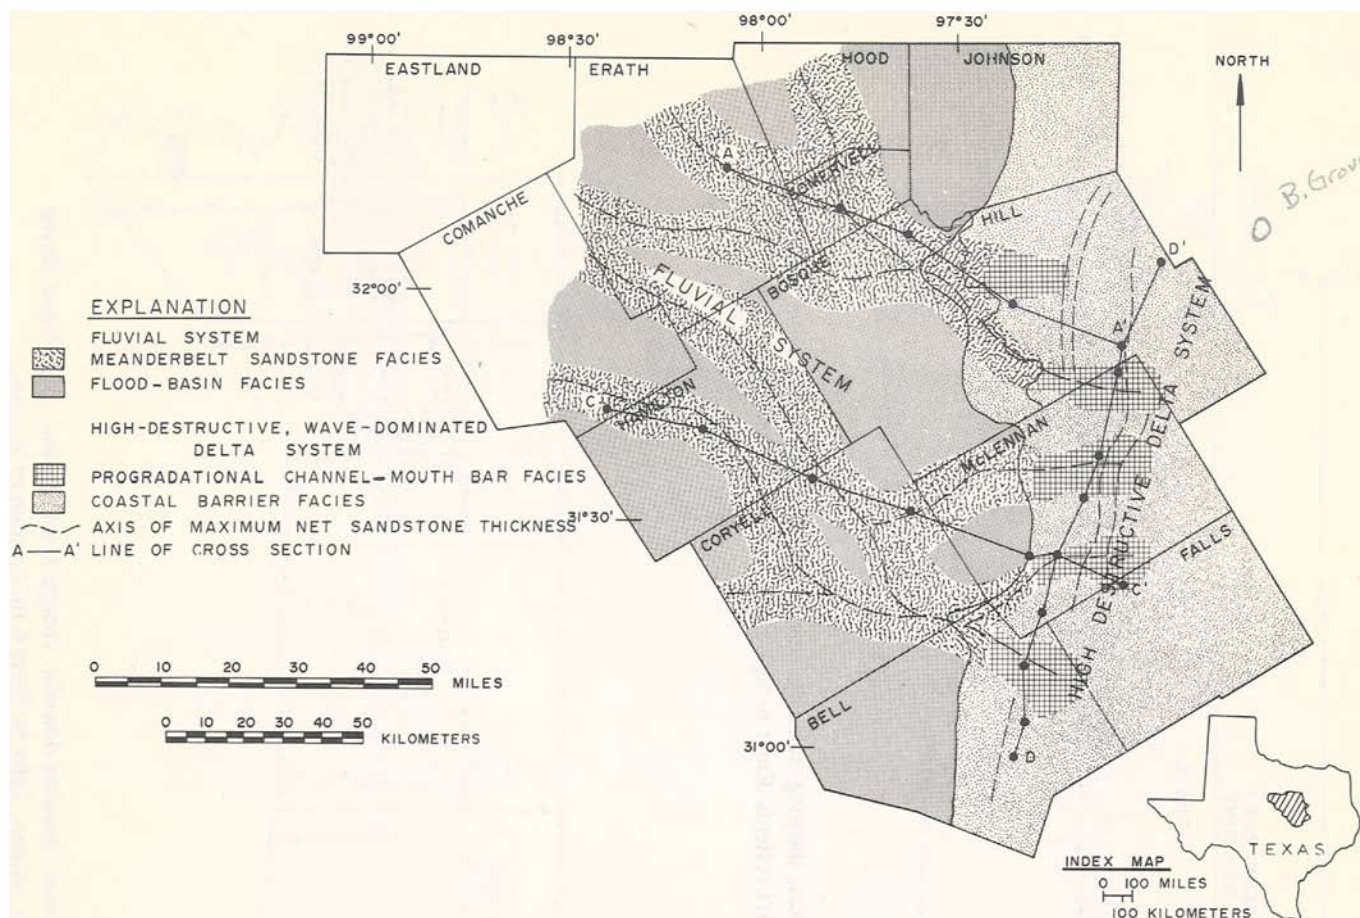 99°00'
98°30'
98°00'
97°30'
EASTLAND
ERATH
HOOD
JOHNSON
NORTH
B. Grov
A
SOMERVELL
COMANCHE
HILL
D'
BOSQUE
32°00'
FLUVIAL SYSTEM
A'
HIGH DESTRUCTIVE DELTA SYSTEM
EXPLANATION
FLUVIAL SYSTEM
MEANDERBELT SANDSTONE FACIES
FLOOD-BASIN FACIES
HIGH-DESTRUCTIVE, WAVE-DOMINATED
DELTA SYSTEM
PROGRADATIONAL CHANNEL-MOUTH BAR FACIES
COASTAL BARRIER FACIES
AXIS OF MAXIMUM NET SANDSTONE THICKNESS
A A' LINE OF CROSS SECTION
C
HAMILTON
McLENNAN
31°30'
CORYELL
FALLS
C'
BELL
31°00'
D
0 10 20 30 40 50 MILES
0 10 20 30 40 50 KILOMETERS
TEXAS
INDEX MAP
0 100 MILES
100 KILOMETERS